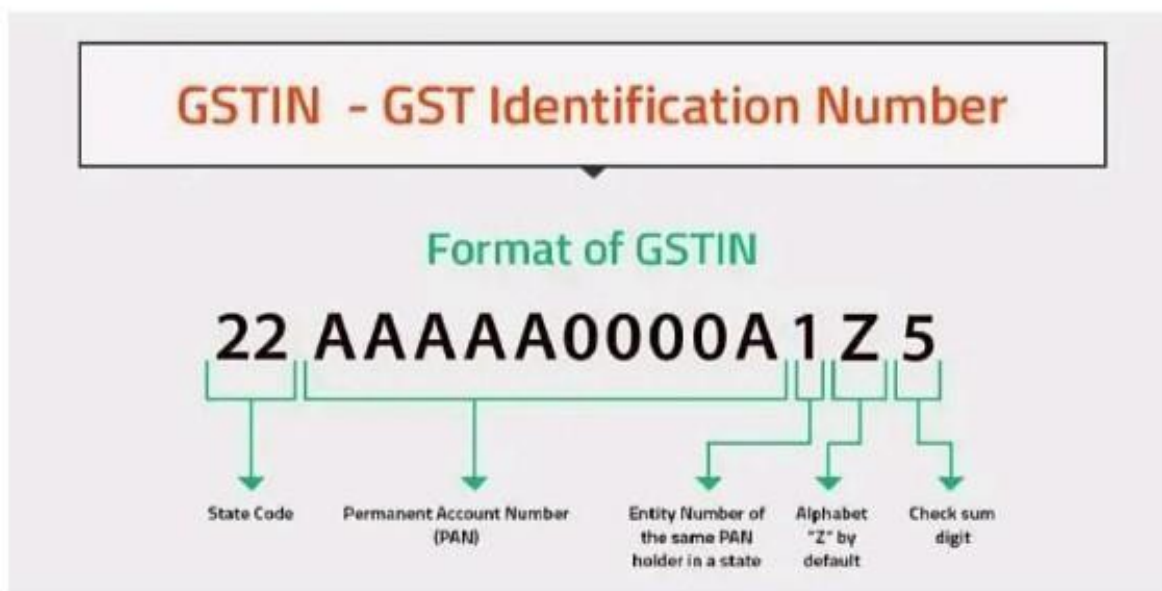 GSTIN - GST Identification Number
Format of GSTIN
22 AAAAA0000A 1 Z 5
State Code
Permanent Account Number
(PAN)
Entity Number of
the same PAN
holder in a state
Alphabet
"Z" by
default
Check sum
digit